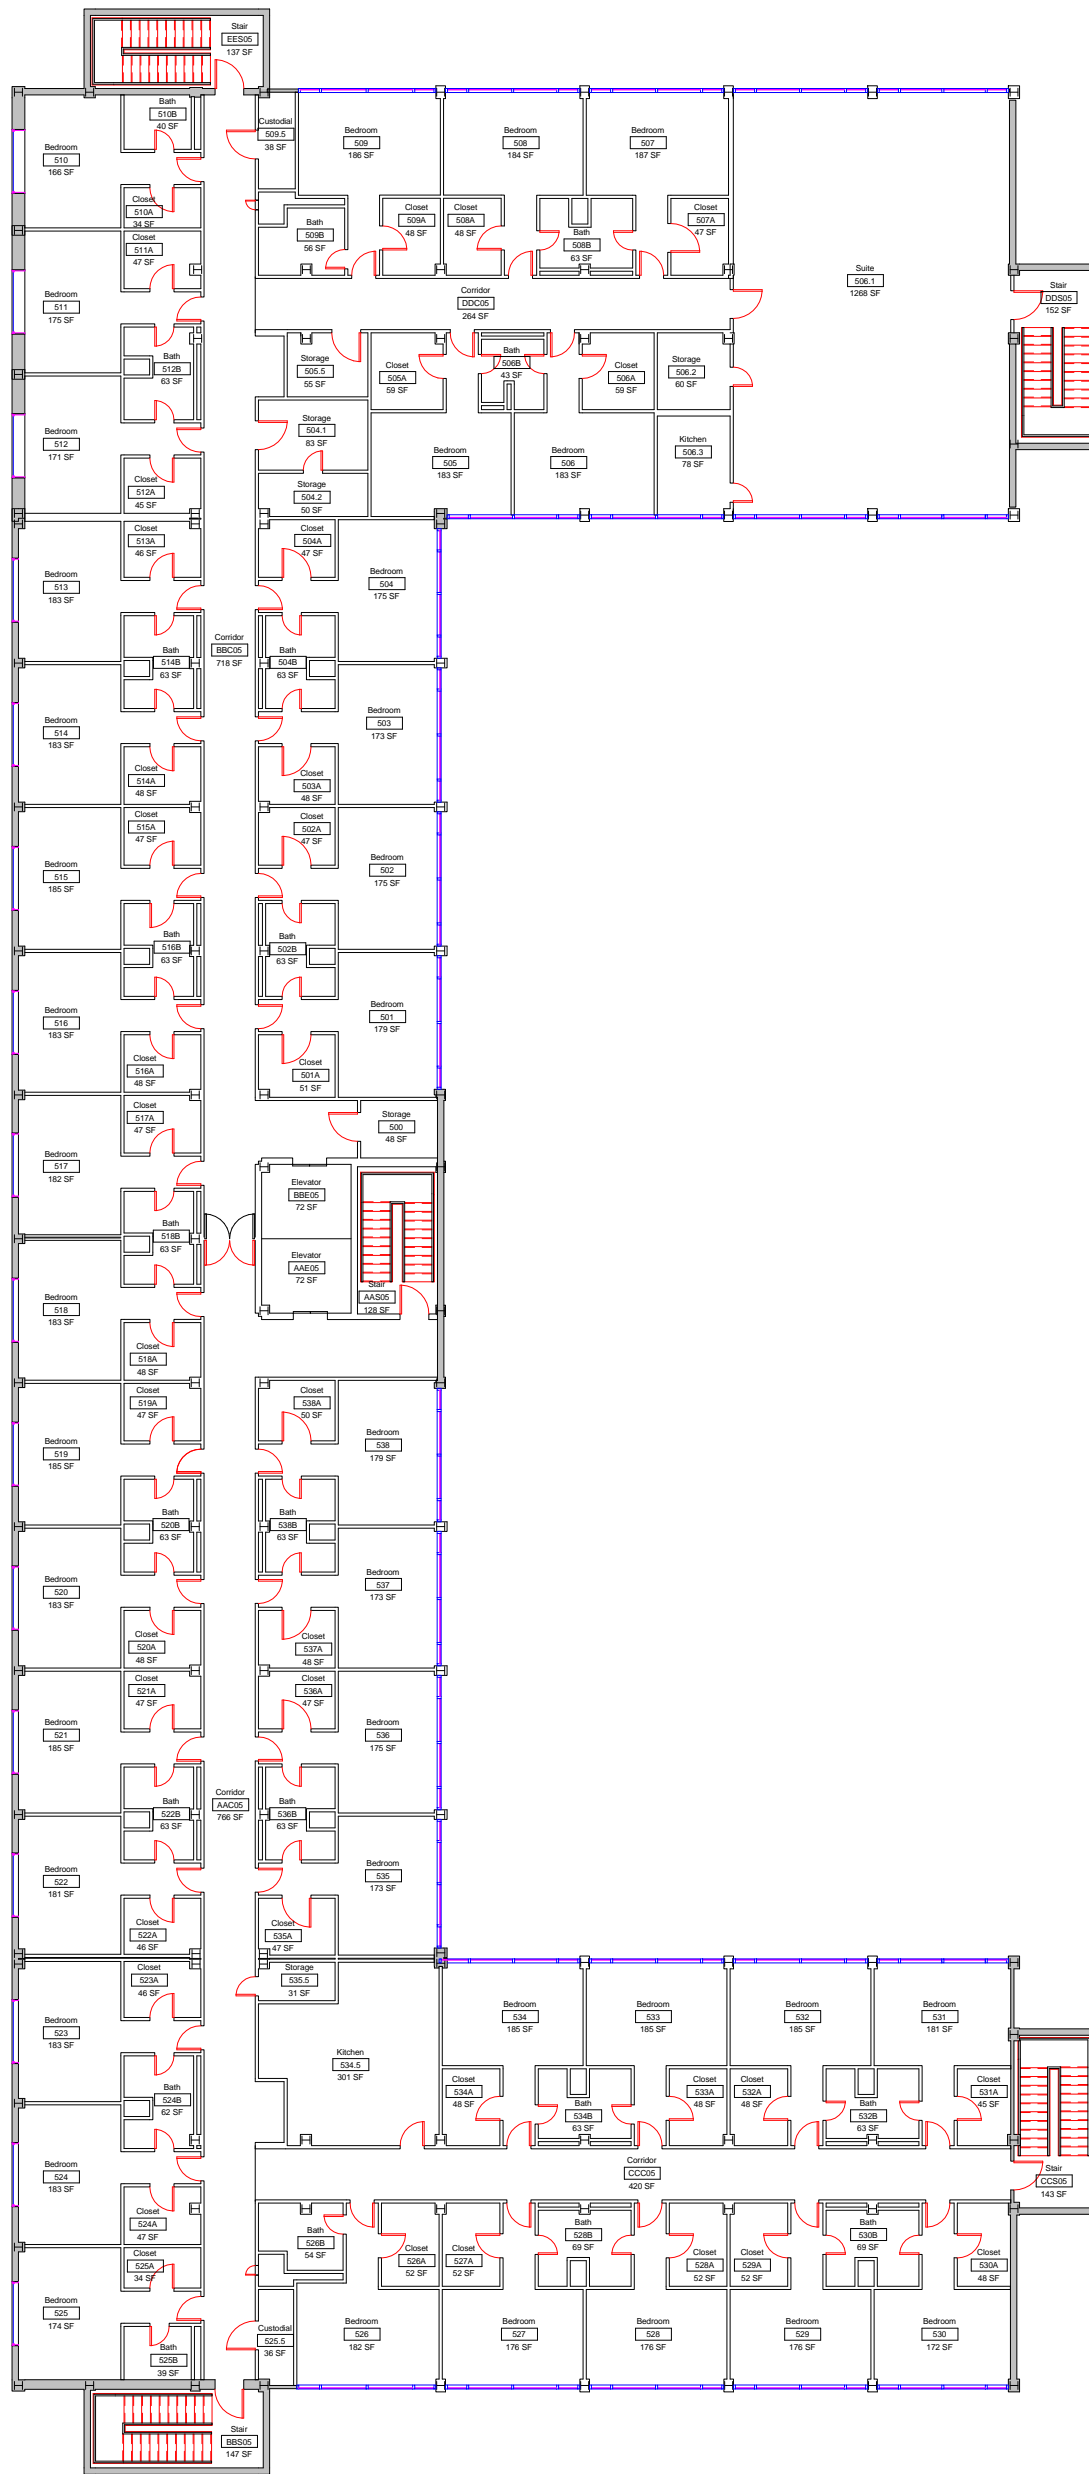 Stair
EES05
137 SF
Bath
510B
40 SF
Custodial
509.5
38 SF
Bedroom
509
186 SF
Bedroom
508
184 SF
Bedroom
507
187 SF
Bedroom
510
166 SF
Closet
510A
34 SF
Closet
509A
48 SF
Closet
508A
48 SF
Closet
507A
47 SF
Bath
509B
56 SF
Bath
508B
63 SF
Closet
511A
47 SF
Suite
506.1
1268 SF
Stair
DDS05
152 SF
Corridor
DDC05
264 SF
Bedroom
511
175 SF
Bath
512B
63 SF
Storage
505.5
55 SF
Closet
505A
59 SF
Bath
506B
43 SF
Closet
506A
59 SF
Storage
506.2
60 SF
Bedroom
512
171 SF
Storage
504.1
83 SF
Bedroom
505
183 SF
Bedroom
506
183 SF
Kitchen
506.3
78 SF
Closet
512A
45 SF
Storage
504.2
50 SF
Closet
513A
46 SF
Closet
504A
47 SF
Bedroom
513
183 SF
Bedroom
504
175 SF
Corridor
BBC05
718 SF
Bath
514B
63 SF
Bath
504B
63 SF
Bedroom
514
183 SF
Bedroom
503
173 SF
Closet
514A
48 SF
Closet
503A
48 SF
Closet
515A
47 SF
Closet
502A
47 SF
Bedroom
515
185 SF
Bedroom
502
175 SF
Bath
516B
63 SF
Bath
502B
63 SF
Bedroom
516
183 SF
Bedroom
501
179 SF
Closet
516A
48 SF
Closet
501A
51 SF
Closet
517A
47 SF
Storage
500
48 SF
Bedroom
517
182 SF
Elevator
BBE05
72 SF
Bath
518B
63 SF
Elevator
AAE05
72 SF
Stair
AAS05
128 SF
Bedroom
518
183 SF
Closet
518A
48 SF
Closet
519A
47 SF
Closet
538A
50 SF
Bedroom
519
185 SF
Bedroom
538
179 SF
Bath
520B
63 SF
Bath
538B
63 SF
Bedroom
520
183 SF
Bedroom
537
173 SF
Closet
520A
48 SF
Closet
537A
48 SF
Closet
521A
47 SF
Closet
536A
47 SF
Bedroom
521
185 SF
Bedroom
536
175 SF
Corridor
AAC05
766 SF
Bath
522B
63 SF
Bath
536B
63 SF
Bedroom
522
181 SF
Bedroom
535
173 SF
Closet
522A
46 SF
Closet
535A
47 SF
Closet
523A
46 SF
Storage
535.5
31 SF
Bedroom
523
183 SF
Kitchen
534.5
301 SF
Bedroom
534
185 SF
Bedroom
533
185 SF
Bedroom
532
185 SF
Bedroom
531
181 SF
Bath
524B
62 SF
Closet
534A
48 SF
Bath
534B
63 SF
Closet
533A
48 SF
Closet
532A
48 SF
Bath
532B
63 SF
Closet
531A
45 SF
Bedroom
524
183 SF
Corridor
CCC05
420 SF
Stair
CCS05
143 SF
Closet
524A
47 SF
Bath
526B
54 SF
Closet
526A
52 SF
Closet
527A
52 SF
Bath
528B
69 SF
Closet
528A
52 SF
Closet
529A
52 SF
Bath
530B
69 SF
Closet
530A
48 SF
Closet
525A
34 SF
Bedroom
525
174 SF
Bath
525B
39 SF
Custodial
525.5
36 SF
Bedroom
526
182 SF
Bedroom
527
176 SF
Bedroom
528
176 SF
Bedroom
529
176 SF
Bedroom
530
172 SF
Stair
BBS05
147 SF